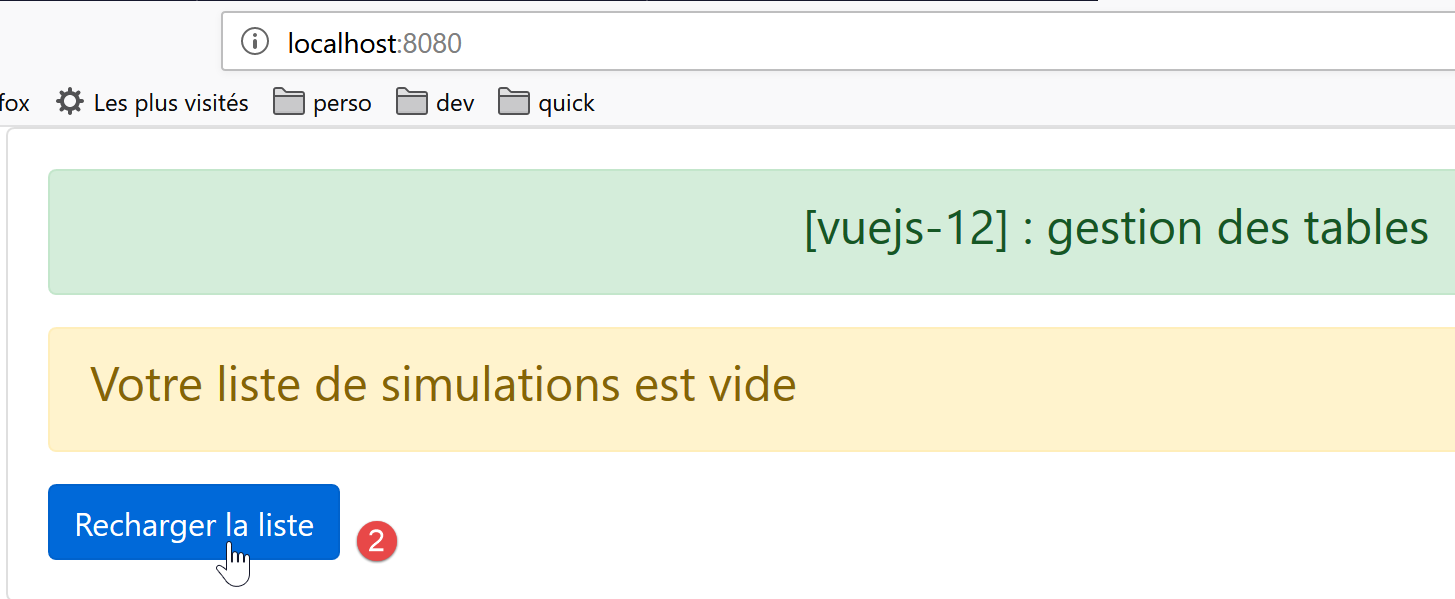 localhost:8080
fox Les plus visités perso dev quick
[vuejs-12] : gestion des tables
Votre liste de simulations est vide
Recharger la liste
2